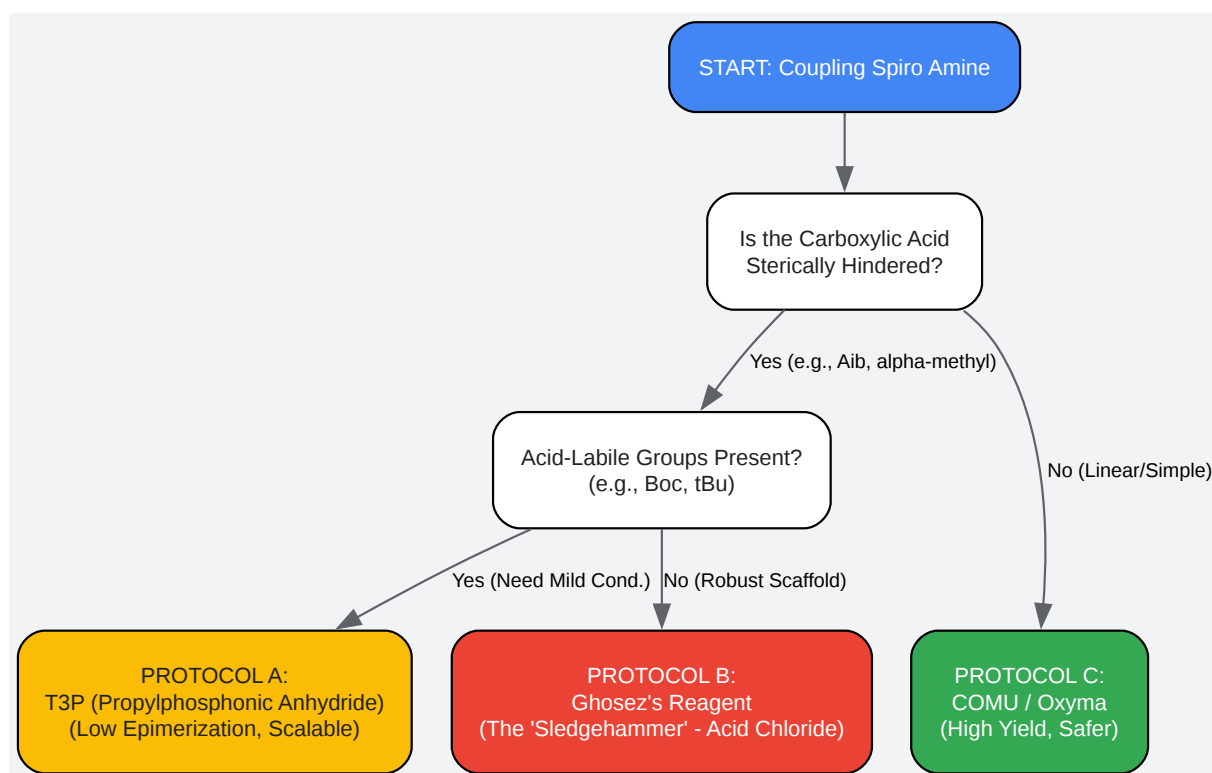 START: Coupling Spiro Amine
Is the Carboxylic Acid
Sterically Hindered?
Yes (e.g., Aib, alpha-methyl)
No (Linear/Simple)
Acid-Labile Groups Present?
(e.g., Boc, tBu)
Yes (Need Mild Cond.)
No (Robust Scaffold)
PROTOCOL A:
T3P (Propylphosphonic Anhydride)
(Low Epimerization, Scalable)
PROTOCOL B:
Ghosez's Reagent
(The 'Sledgehammer' - Acid Chloride)
PROTOCOL C:
COMU / Oxyma
(High Yield, Safer)